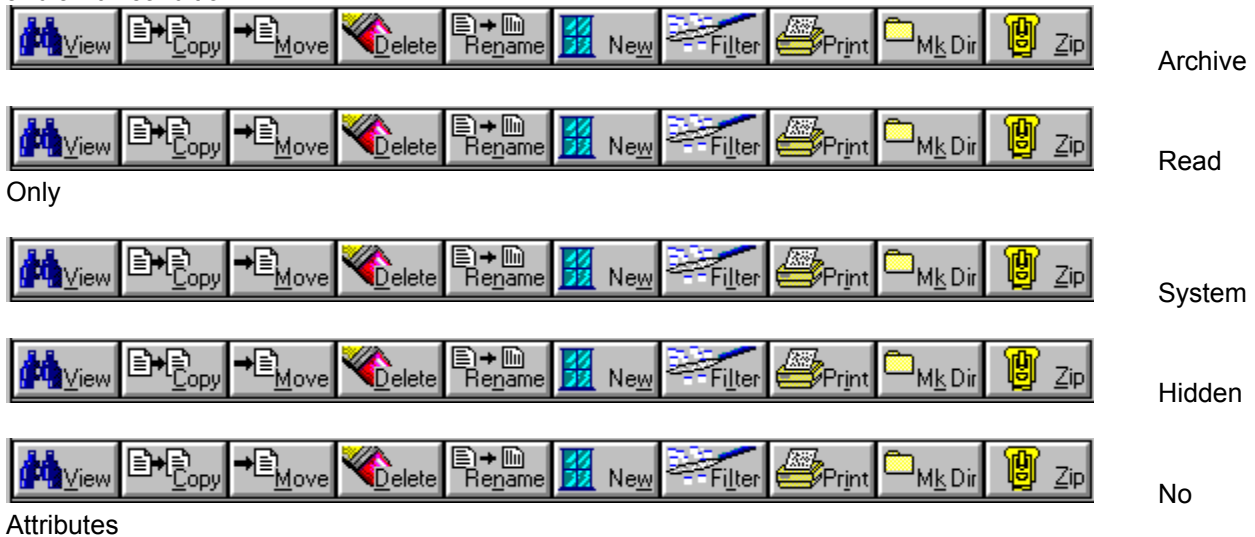 View Copy Move Delete Rename New Filter Print Mk Dir Zip Archive
View Copy Move Delete Rename New Filter Print Mk Dir Zip Read
Only
View Copy Move Delete Rename New Filter Print Mk Dir Zip System
View Copy Move Delete Rename New Filter Print Mk Dir Zip Hidden
View Copy Move Delete Rename New Filter Print Mk Dir Zip No
Attributes